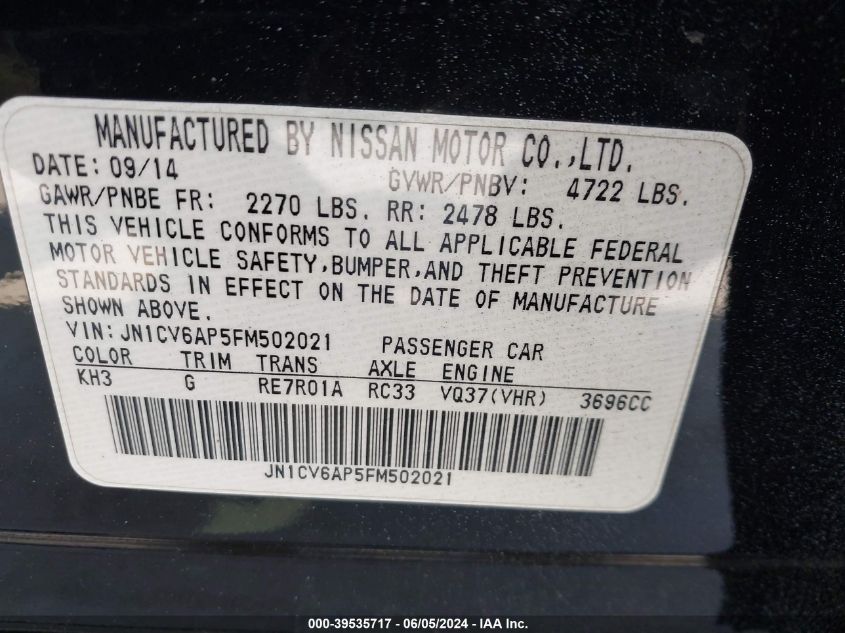 MANUFACTURED BY NISSAN MOTOR CO.,LTD.
DATE: 09/14 GVWR/PNBV: 4722 LBS.
GAWR/PNBE FR: 2270 LBS. RR: 2478 LBS.
THIS VEHICLE CONFORMS TO ALL APPLICABLE FEDERAL
MOTOR VEHICLE SAFETY,BUMPER,AND THEFT PREVENTION
STANDARDS IN EFFECT ON THE DATE OF MANUFACTURE
SHOWN ABOVE.
VIN: JN1CV6AP5FM502021 PASSENGER CAR
COLOR TRIM TRANS AXLE ENGINE
KH3 G RE7R01A RC33 VQ37(VHR) 3696CC
JN1CV6AP5FM502021
000-39535717 - 06/05/2024 - IAA Inc.